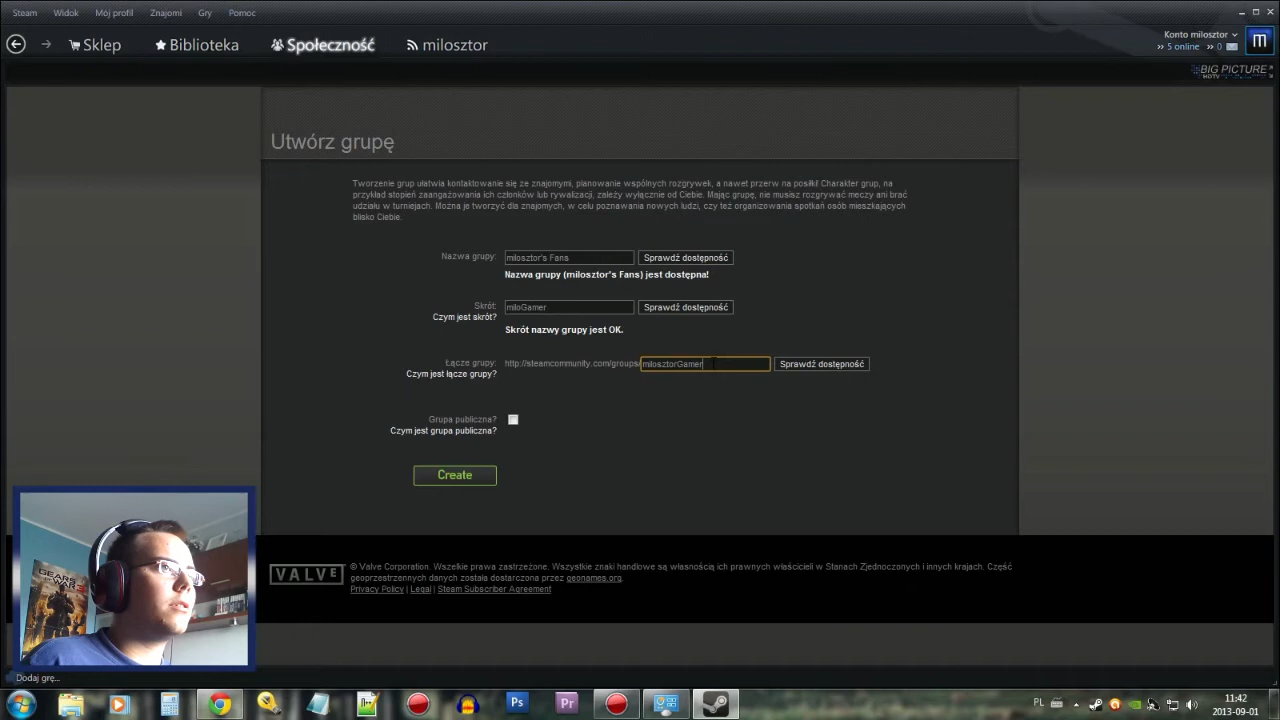 Steam Widok Mój profil Znajomi Gry Pomoc
Sklep Biblioteka Społeczność milosztor
Konto milosztor
5 online 0
BIG PICTURE
HDTV
Utwórz grupę
Tworzenie grup ułatwia kontaktowanie się ze znajomymi, planowanie wspólnych rozgrywek, a nawet przerw na posiłki! Charakter grup, na
przykład stopień zaangażowania ich członków lub rywalizacji, zależy wyłącznie od Ciebie. Mając grupę, nie musisz rozgrywać meczy ani brać
udziału w turniejach. Można je tworzyć dla znajomych, w celu poznawania nowych ludzi, czy też organizowania spotkań osób mieszkających
blisko Ciebie.
Nazwa grupy: milosztor's Fans Sprawdź dostępność
Nazwa grupy (milosztor's Fans) jest dostępna!
Skrót: miloGamer Sprawdź dostępność
Czym jest skrót?
Skrót nazwy grupy jest OK.
Łącze grupy: http://steamcommunity.com/groups/ milosztorGamer Sprawdź dostępność
Czym jest łącze grupy?
Grupa publiczna?
Czym jest grupa publiczna?
Create
VALVE
© Valve Corporation. Wszelkie prawa zastrzeżone. Wszystkie znaki handlowe są własnością ich prawnych właścicieli w Stanach Zjednoczonych i innych krajach. Część
geoprzestrzennych danych została dostarczona przez geonames.org.
Privacy Policy | Legal | Steam Subscriber Agreement
GEARS
Dodaj grę...
Ps Pr
PL
11:42
2013-09-01